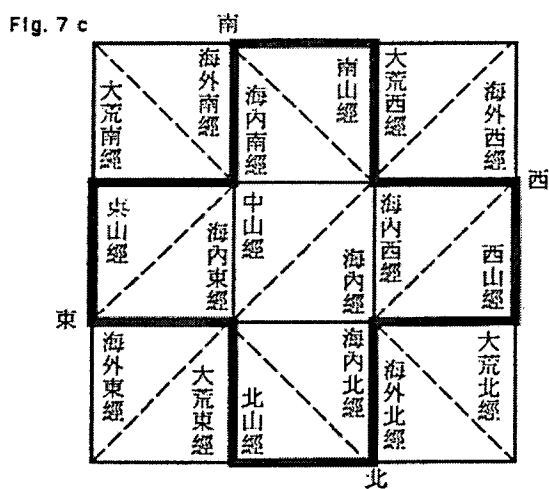 Fig. 7 c
南
大荒南經
海外南經
海內南經
南山經
大荒西經
海外西經
西
東山經
海內東經
中山經
海內經
海內西經
西山經
東
海外東經
大荒東經
北山經
海內北經
海外北經
大荒北經
北